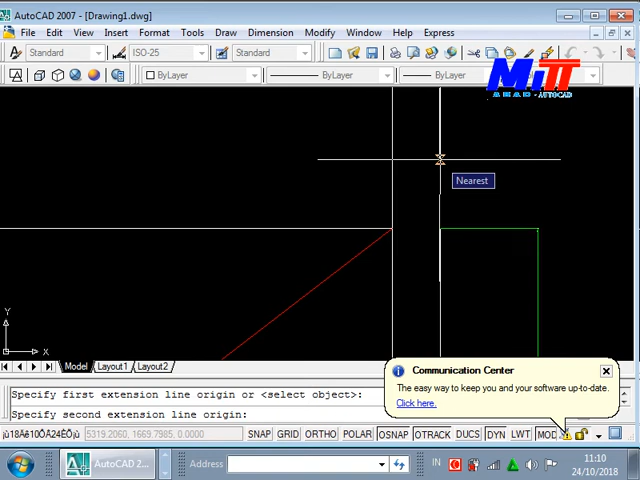 AutoCAD 2007 - [Drawing1.dwg]
File Edit View Insert Format Tools Draw Dimension Modify Window Help Express
Standard ISO-25 Standard
ByLayer ByLayer ByLayer
MITT
AHAD -AUTOCAD
Nearest
Y
X
Model Layout1 Layout2
Communication Center
The easy way to keep you and your software up-to-date.
Click here.
Specify first extension line origin or <select object>:
Specify second extension line origin:
5319.2060, 1669.7985, 0.0000 SNAP GRID ORTHO POLAR OSNAP OTRACK DUCS DYN LWT MOD
AutoCAD 2... Address IN 11:10
24/10/2018